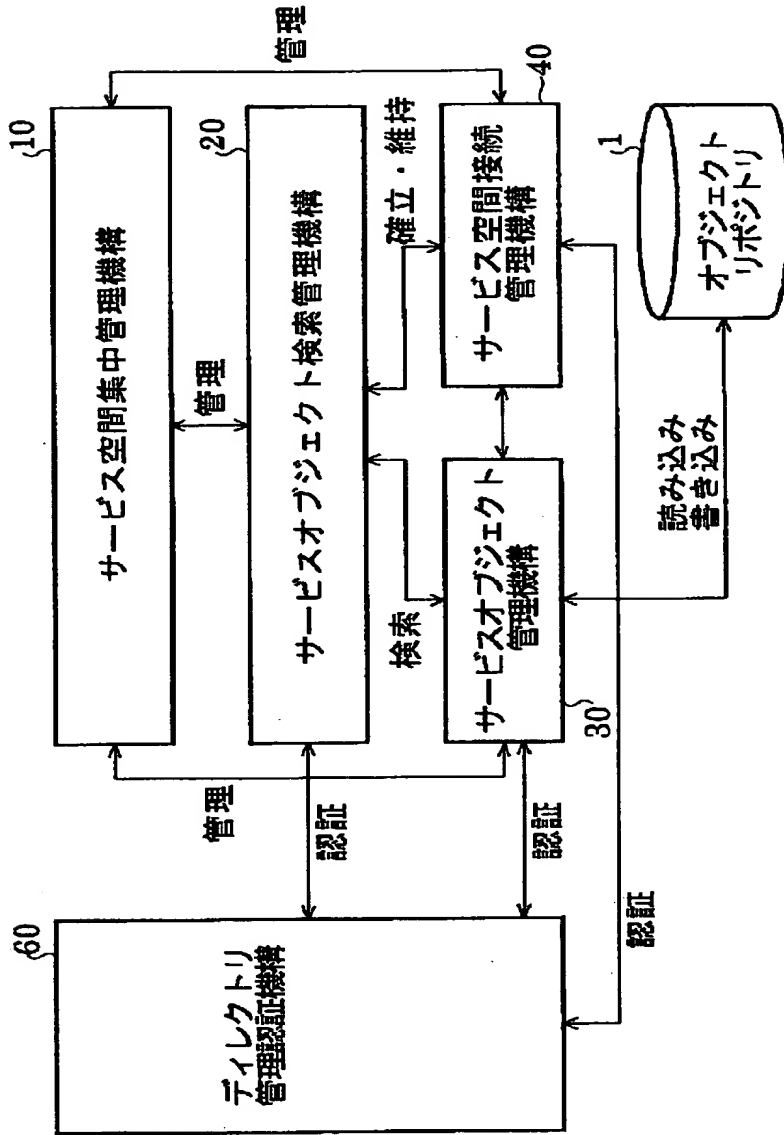 60
ディレクトリ
管理認証機構
10
サービス空間集中管理機構
管理
管理
管理
20
サービスオブジェクト検索管理機構
認証
検索
確立・維持
サービスオブジェクト
管理機構
30
サービス空間接続
管理機構
40
認証
認証
読み込み
書き込み
1
オブジェクト
リポジトリ